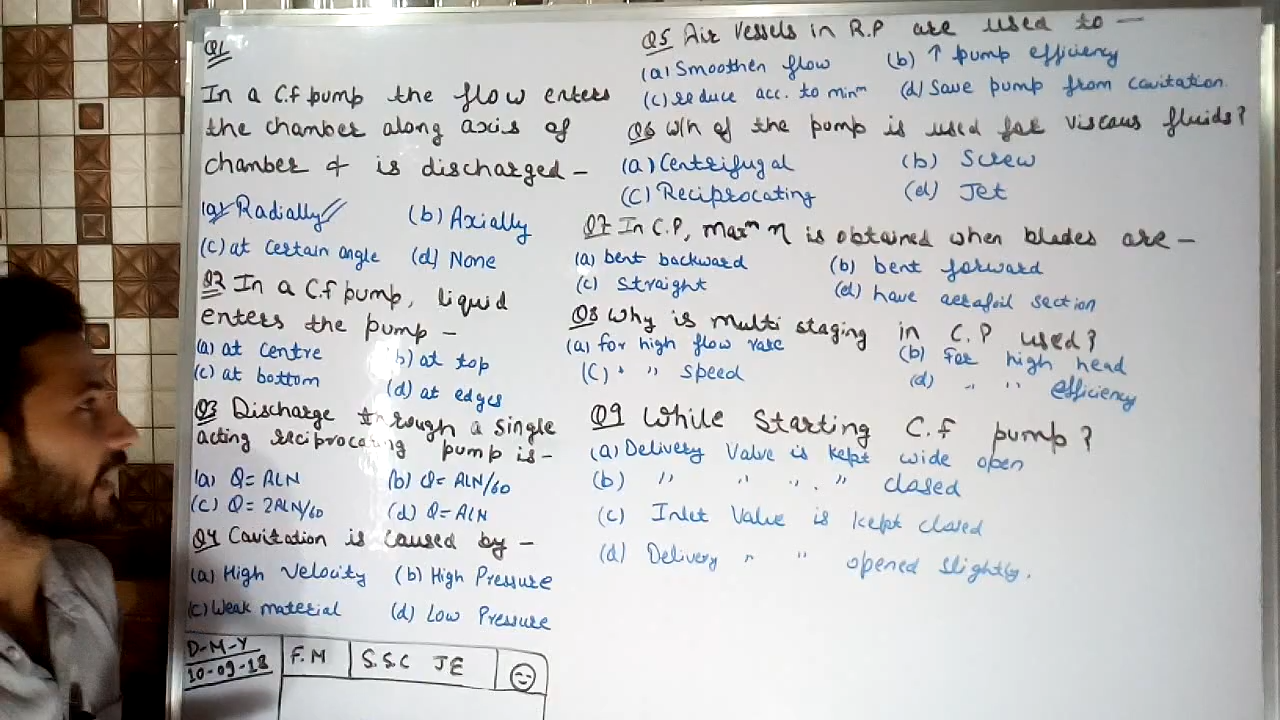 Q1
In a C.f pump the flow enters
the chamber along axis of
chamber & is discharged -
(a) Radially (b) Axially
(c) at certain angle (d) None
Q2 In a C.f pump, liquid
enters the pump -
(a) at centre (b) at top
(c) at bottom (d) at edges
Q3 Discharge through a single
acting reciprocating pump is -
(a) Q = ALN (b) Q = ALN/60
(c) Q = 2ALN/60 (d) Q = ALN
Q4 Cavitation is caused by -
(a) High Velocity (b) High Pressure
(c) Weak material (d) Low Pressure
D-M-Y
10-09-18
F.M S.S.C JE
Q5 Air Vessels in R.P are used to -
(a) Smoothen flow (b) ↑ pump efficiency
(c) reduce acc. to minm (d) Save pump from cavitation.
Q6 W/h of the pump is used for viscous fluids?
(a) Centrifugal (b) Screw
(c) Reciprocating (d) Jet
Q7 In C.P, maxm η is obtained when blades are -
(a) bent backward (b) bent forward
(c) Straight (d) have aerafoil section
Q8 Why is multi staging in C.P used?
(a) for high flow rate (b) For high head
(c) " " speed (d) " " efficiency
Q9 While Starting C.f pump?
(a) Delivery Valve is kept wide open
(b) " " " " closed
(c) Inlet Valve is kept closed
(d) Delivery " " opened slightly.